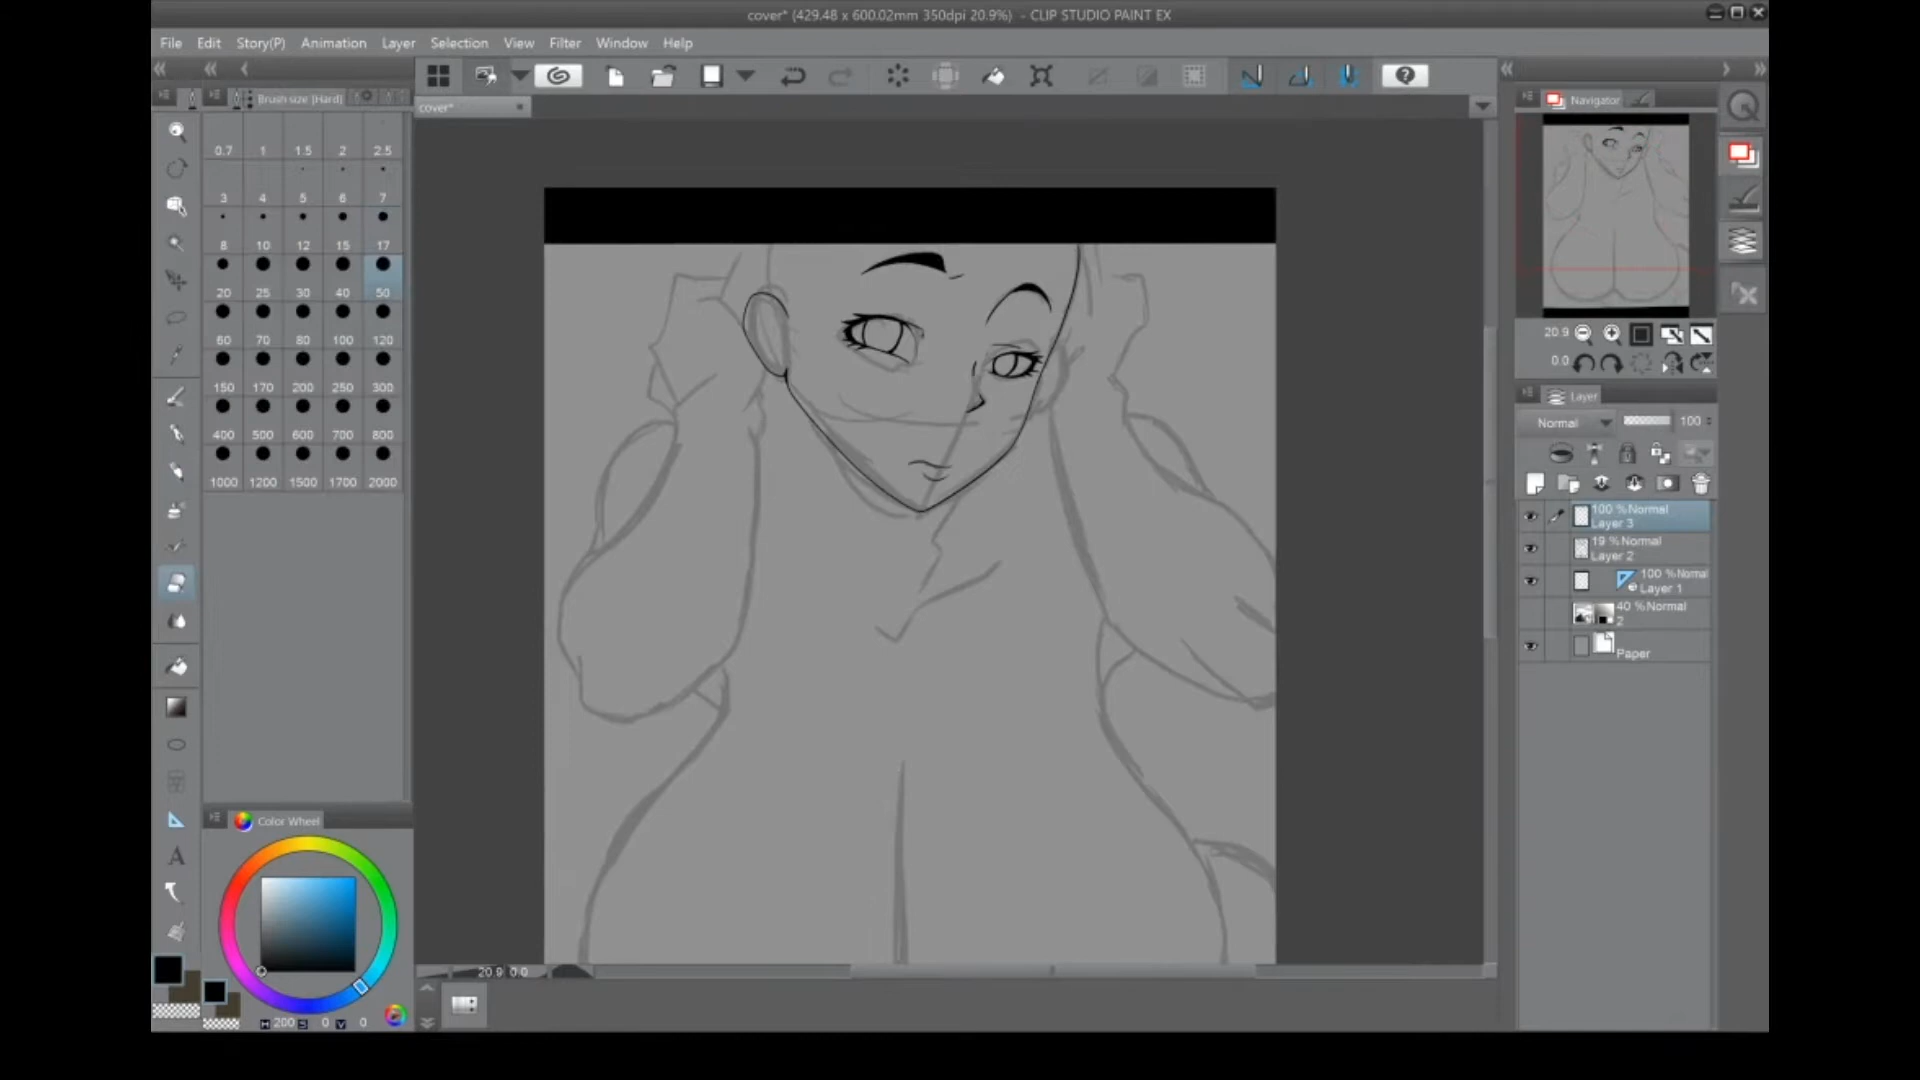 cover* (429.48 x 600.02mm 350dpi 20.9%) - CLIP STUDIO PAINT EX
File Edit Story(P) Animation Layer Selection View Filter Window Help
Brush size [Hard]
cover*
Navigator
0.7 1 1.5 2 2.5
3 4 5 6 7
8 10 12 15 17
20 25 30 40 50
60 70 80 100 120
150 170 200 250 300
400 500 600 700 800
1000 1200 1500 1700 2000
20.9
0.0
Layer
Normal 100
100 %Normal
Layer 3
19 %Normal
Layer 2
100 %Normal
Layer 1
40 %Normal
2
Paper
A
Color Wheel
H 200 S 0 V 0
20.9 0.0